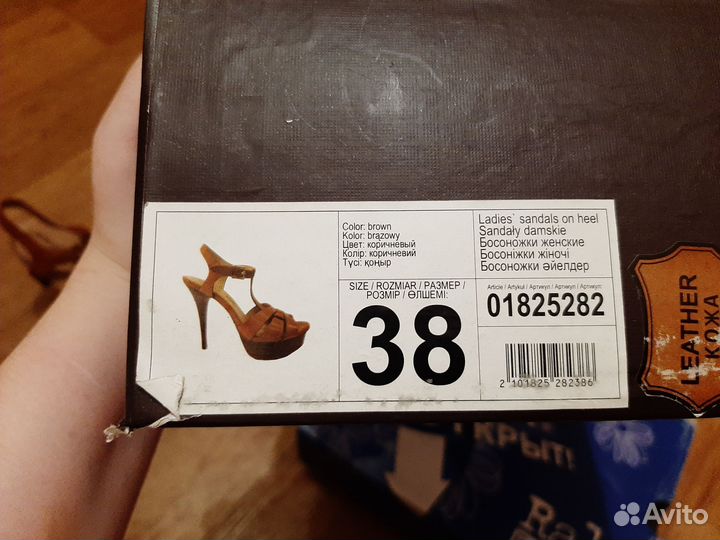 Color: brown
Kolor: brązowy
Цвет: коричневый
Колір: коричневий
Түсі: қоңыр
Ladies` sandals on heel
Sandały damskie
Босоножки женские
Босоніжки жіночі
Босоножки әйелдер
SIZE / ROZMIAR / РАЗМЕР /
РОЗМІР / ӨЛШЕМІ:
38
Article / Artykuł / Артикул / Артикул / Артикул:
01825282
2 101825 282386
LEATHER
КОЖА
КРЫТ!
Avito